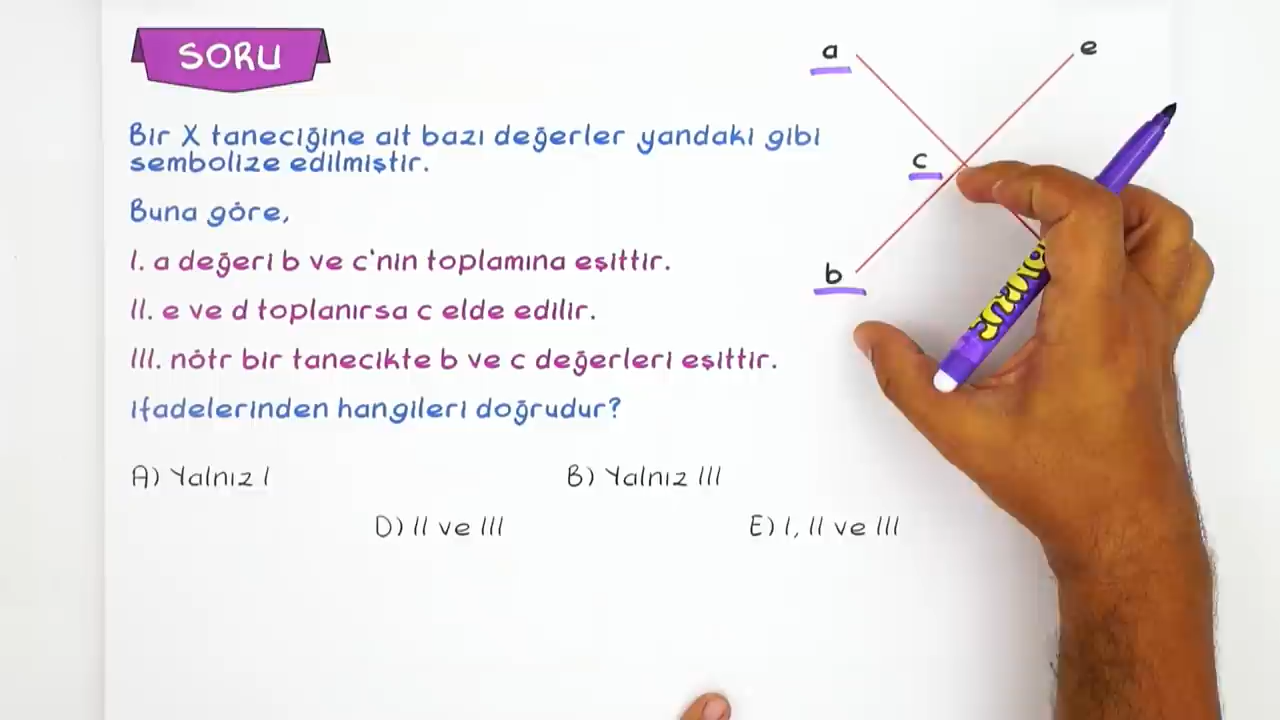 SORU
Bir X taneciğine ait bazı değerler yandaki gibi
sembolize edilmiştir.
Buna göre,
I. a değeri b ve c'nin toplamına eşittir.
II. e ve d toplanırsa c elde edilir.
III. nötr bir tanecikte b ve c değerleri eşittir.
ifadelerinden hangileri doğrudur?
A) Yalnız I
B) Yalnız III
D) II ve III
E) I, II ve III
a
e
c
b